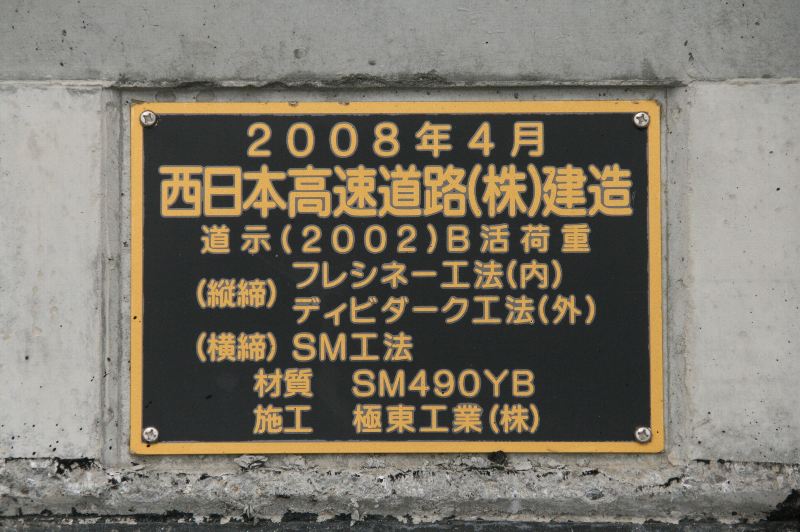 2008年4月
西日本高速道路(株)建造
道示(2002)B活荷重
(縦締) フレシネー工法(内)
ディビダーク工法(外)
(横締) SM工法
材質 SM490YB
施工 極東工業(株)